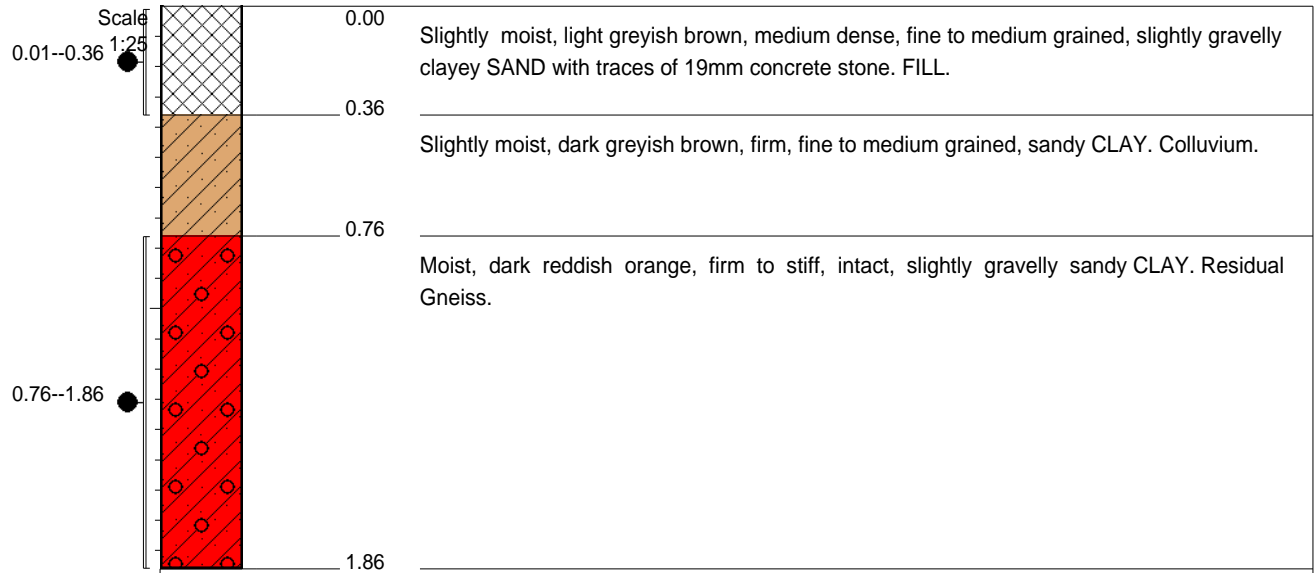 Scale
1:25
0.01--0.36
0.00
Slightly moist, light greyish brown, medium dense, fine to medium grained, slightly gravelly
clayey SAND with traces of 19mm concrete stone. FILL.
0.36
Slightly moist, dark greyish brown, firm, fine to medium grained, sandy CLAY. Colluvium.
0.76
Moist, dark reddish orange, firm to stiff, intact, slightly gravelly sandy CLAY. Residual
Gneiss.
0.76--1.86
1.86